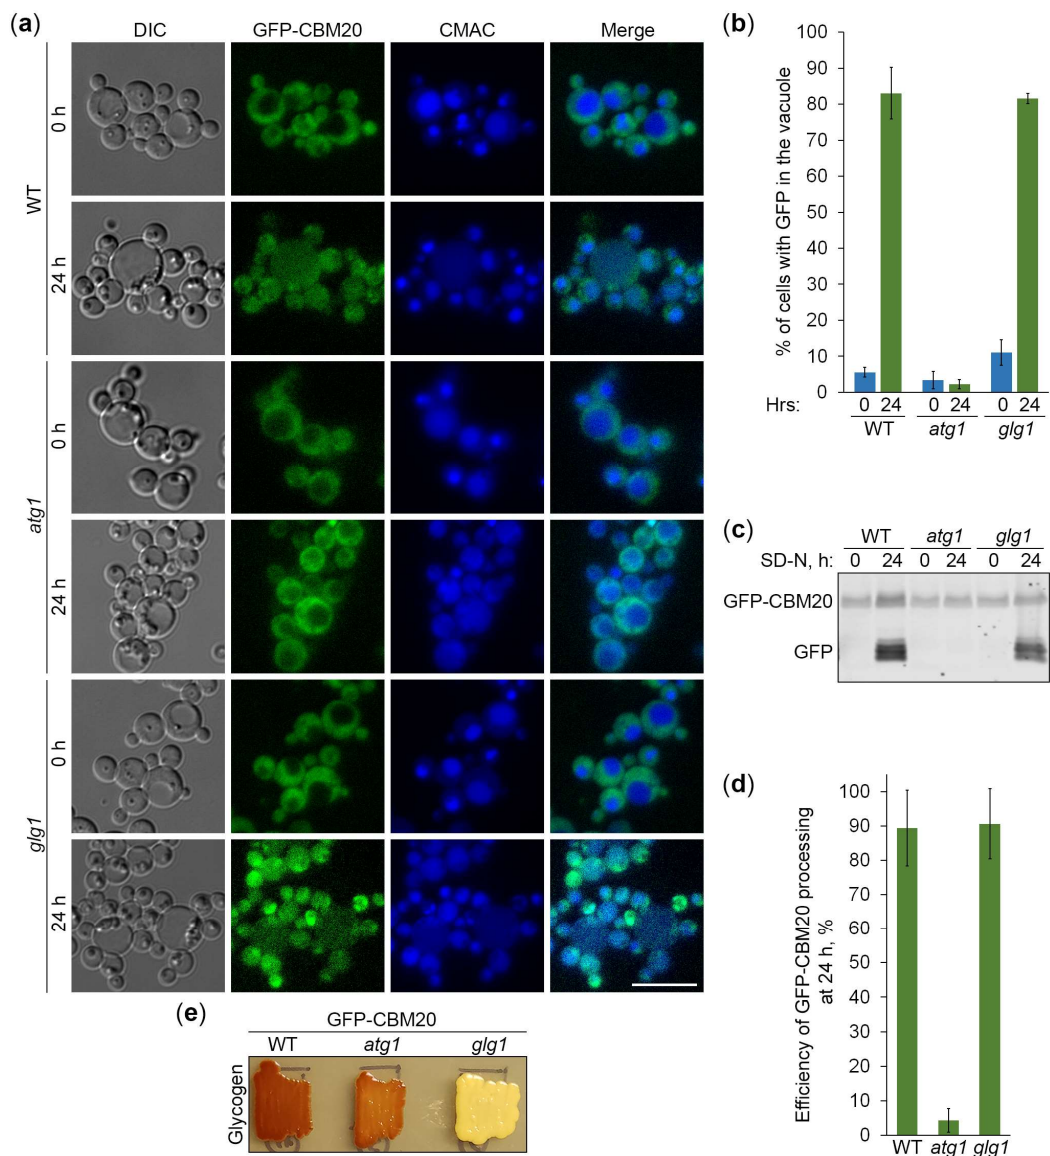 (a)
DIC GFP-CBM20 CMAC Merge
WT
0 h
24 h
atg1
0 h
24 h
glg1
0 h
24 h
(b)
% of cells with GFP in the vacuole
100
90
80
70
60
50
40
30
20
10
0
Hrs: 0 24 0 24 0 24
WT atg1 glg1
(c)
WT atg1 glg1
SD-N, h: 0 24 0 24 0 24
GFP-CBM20
GFP
(d)
Efficiency of GFP-CBM20 processing
at 24 h, %
100
90
80
70
60
50
40
30
20
10
0
WT atg1 glg1
(e)
GFP-CBM20
WT atg1 glg1
Glycogen